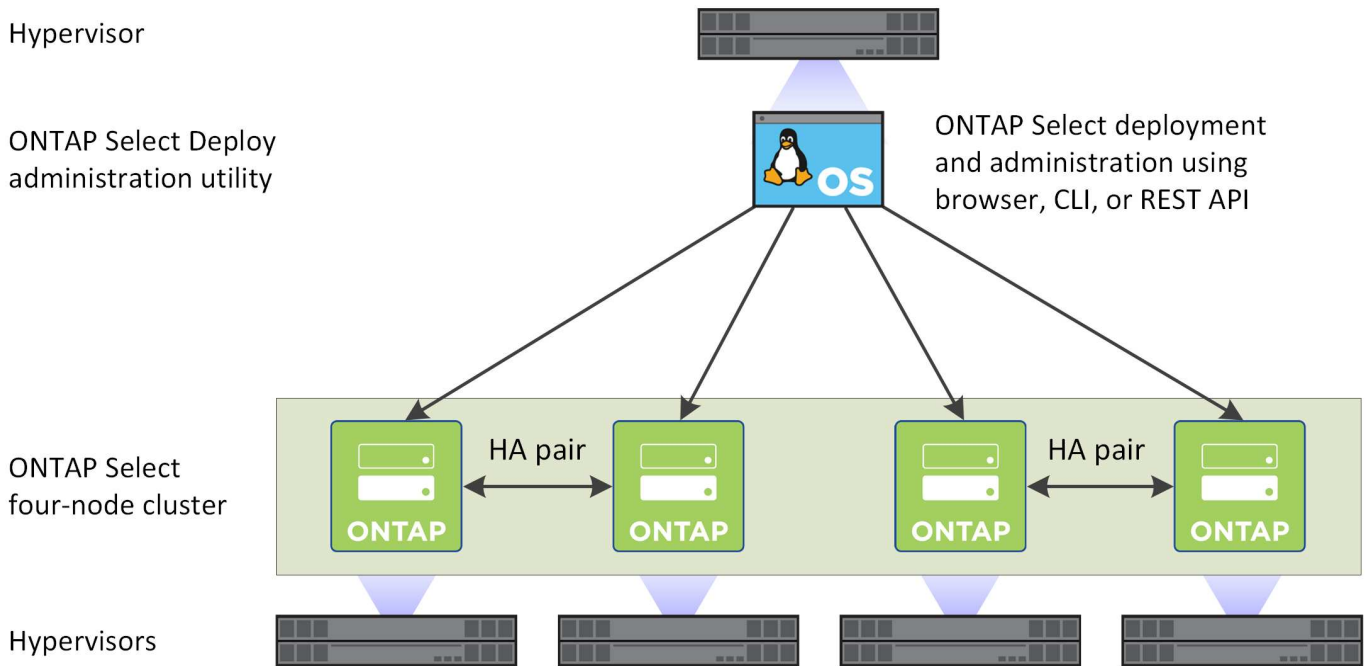 Hypervisor
ONTAP Select Deploy
administration utility
OS
ONTAP Select deployment
and administration using
browser, CLI, or REST API
ONTAP Select
four-node cluster
HA pair
HA pair
ONTAP
ONTAP
ONTAP
ONTAP
Hypervisors